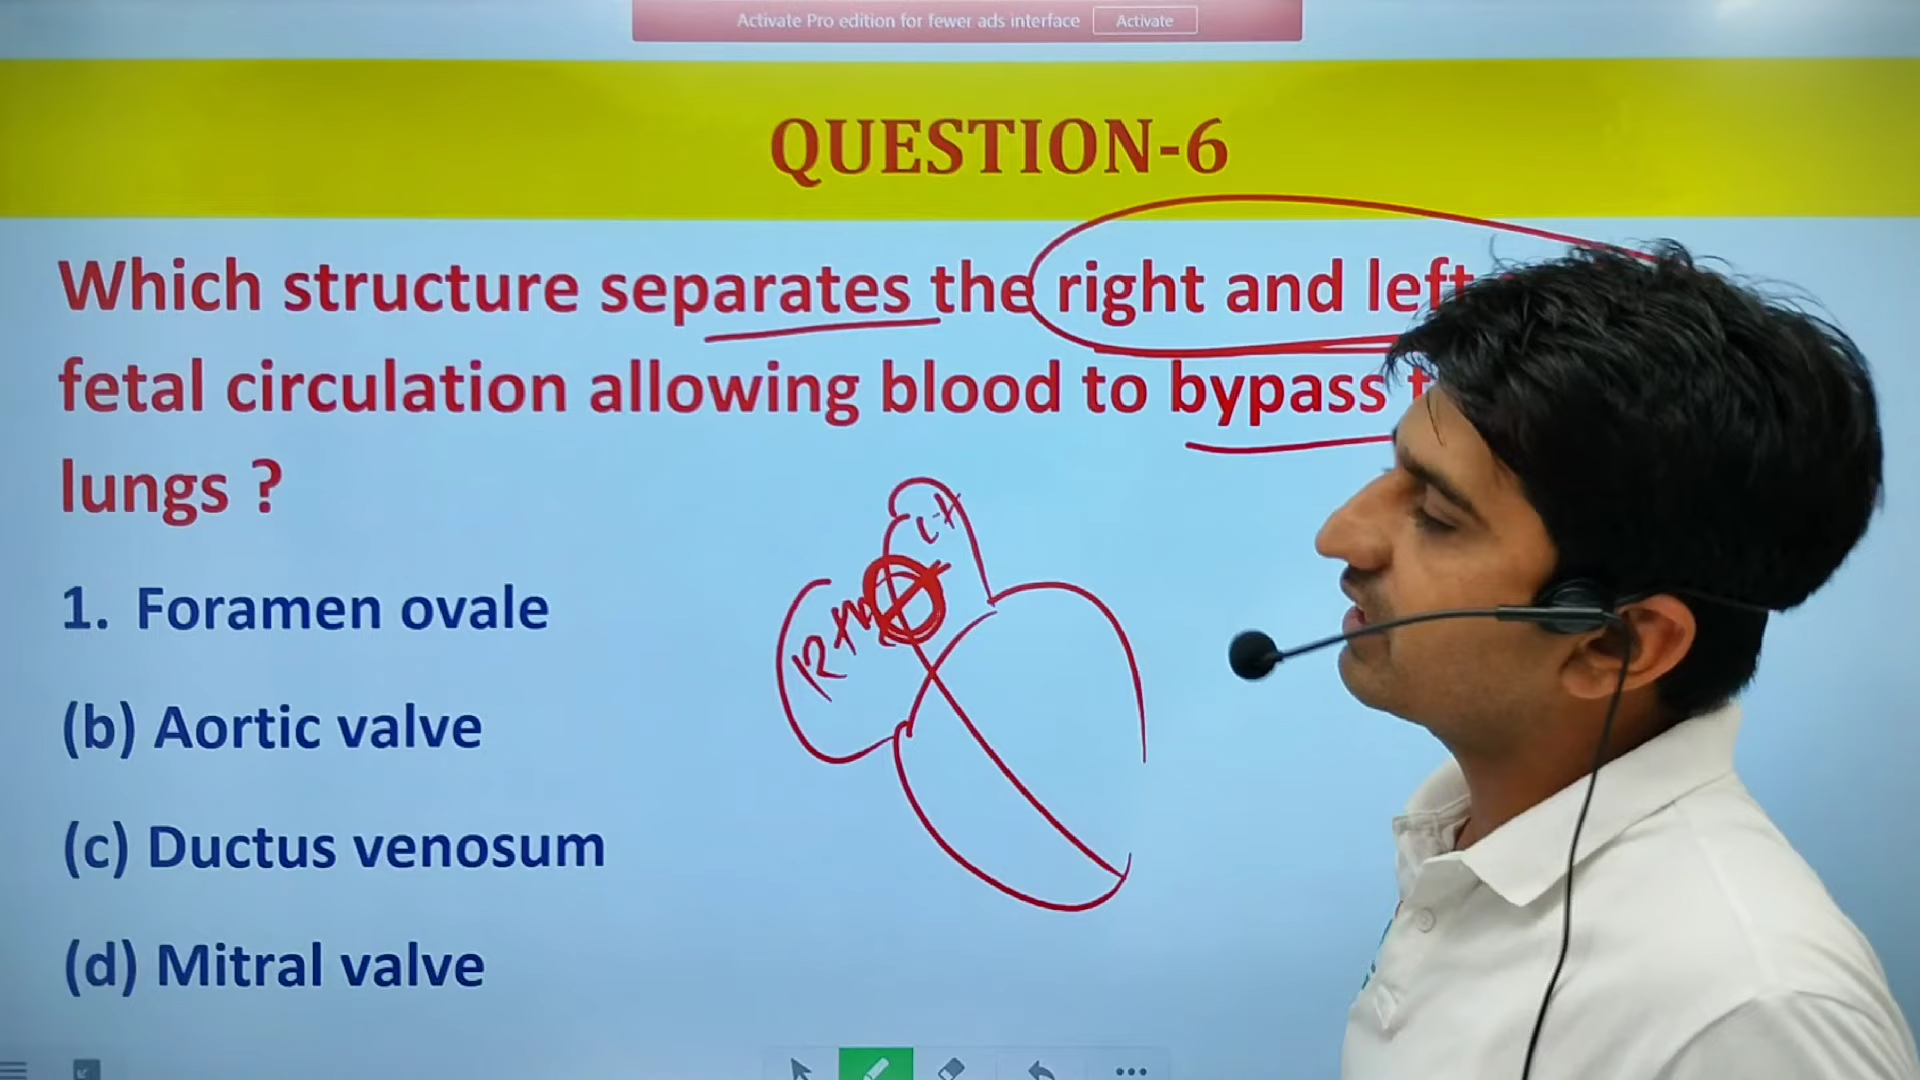 Activate Pro edition for fewer ads interface Activate
QUESTION-6
Which structure separates the right and left
fetal circulation allowing blood to bypass
lungs ?
1. Foramen ovale
(b) Aortic valve
(c) Ductus venosum
(d) Mitral valve